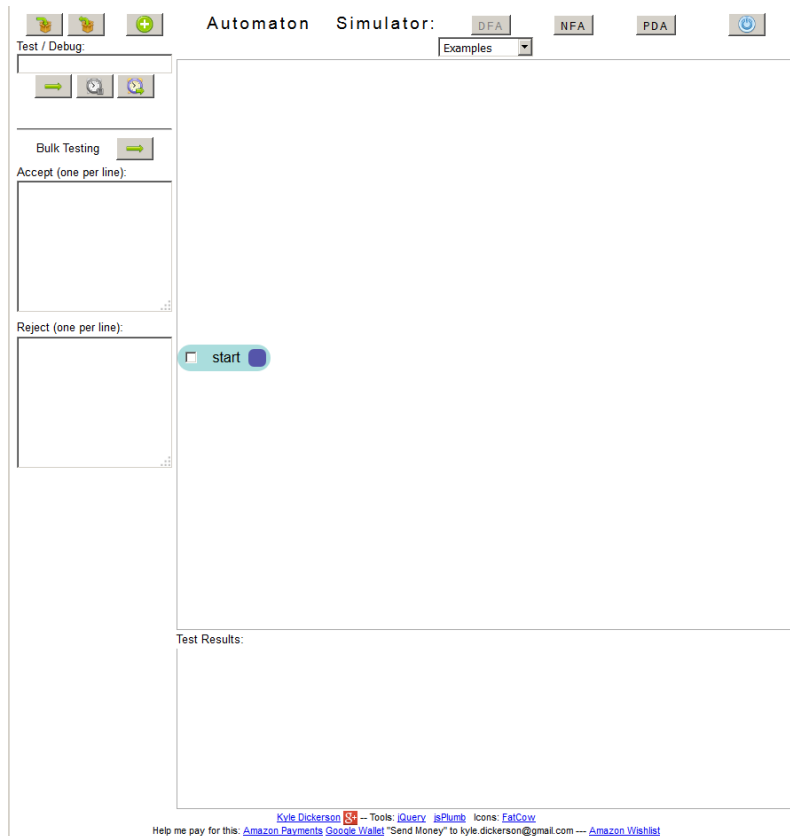 Automaton Simulator: DFA NFA PDA
Test / Debug:
Examples
Bulk Testing
Accept (one per line):
Reject (one per line):
start
Test Results:
Kyle Dickerson g+ -- Tools: jQuery jsPlumb Icons: FatCow
Help me pay for this: Amazon Payments Google Wallet "Send Money" to kyle.dickerson@gmail.com --- Amazon Wishlist